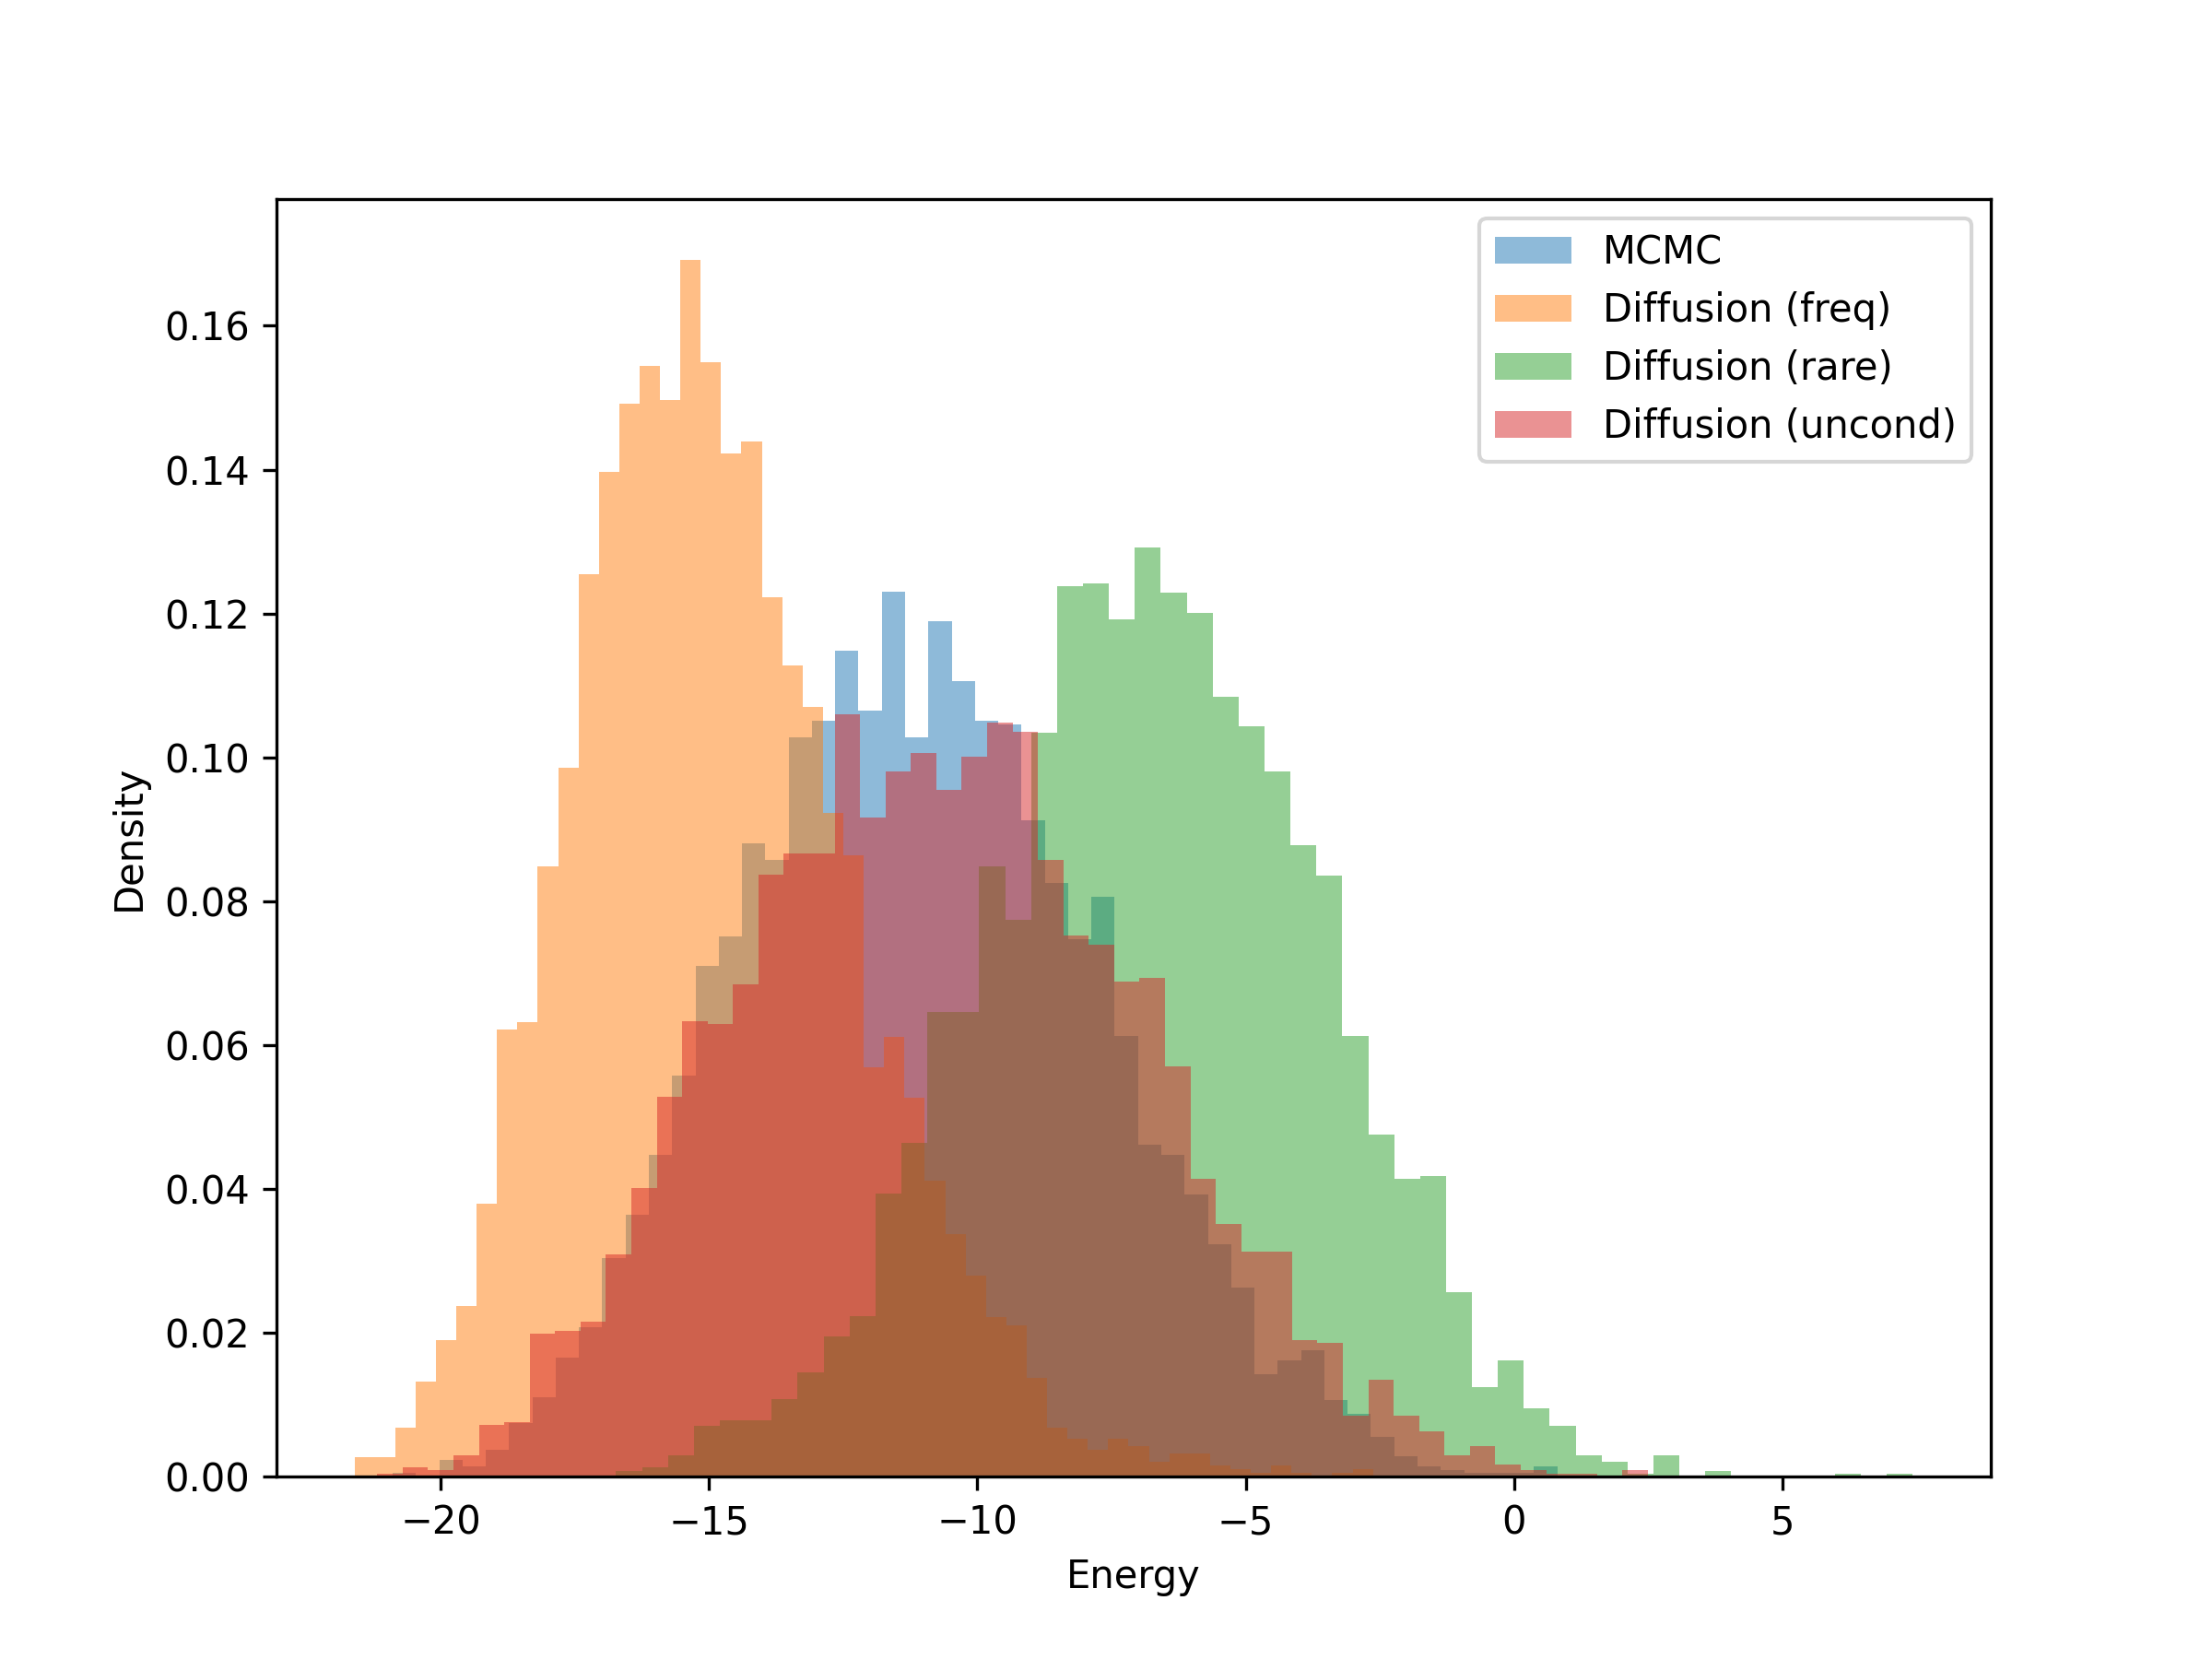 MCMC
Diffusion (freq)
Diffusion (rare)
Diffusion (uncond)
0.16
0.14
0.12
0.10
0.08
0.06
0.04
0.02
0.00
Density
−20 −15 −10 −5 0 5
Energy